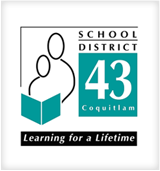 SCHOOL
DISTRICT
43
Coquitlam
Learning for a Lifetime